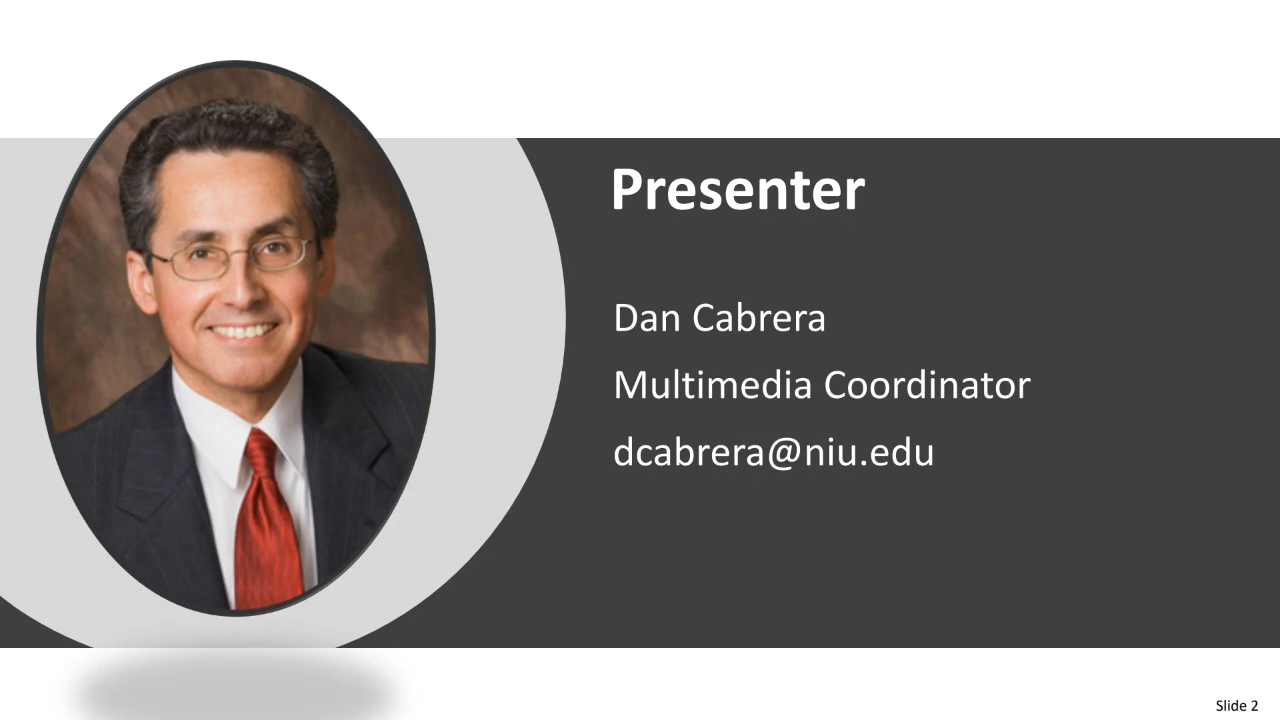 Presenter
Dan Cabrera
Multimedia Coordinator
dcabrera@niu.edu
Slide 2